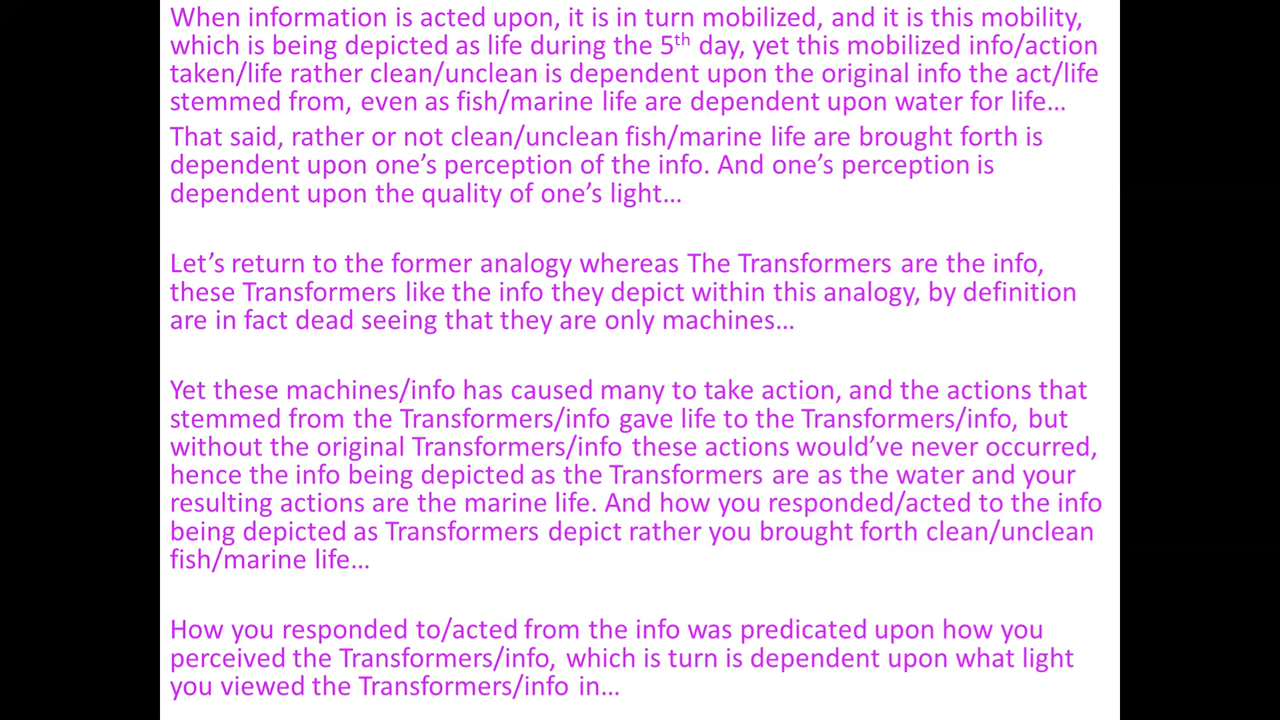 When information is acted upon, it is in turn mobilized, and it is this mobility,
which is being depicted as life during the 5th day, yet this mobilized info/action
taken/life rather clean/unclean is dependent upon the original info the act/life
stemmed from, even as fish/marine life are dependent upon water for life…
That said, rather or not clean/unclean fish/marine life are brought forth is
dependent upon one’s perception of the info. And one’s perception is
dependent upon the quality of one’s light…
Let’s return to the former analogy whereas The Transformers are the info,
these Transformers like the info they depict within this analogy, by definition
are in fact dead seeing that they are only machines…
Yet these machines/info has caused many to take action, and the actions that
stemmed from the Transformers/info gave life to the Transformers/info, but
without the original Transformers/info these actions would’ve never occurred,
hence the info being depicted as the Transformers are as the water and your
resulting actions are the marine life. And how you responded/acted to the info
being depicted as Transformers depict rather you brought forth clean/unclean
fish/marine life…
How you responded to/acted from the info was predicated upon how you
perceived the Transformers/info, which is turn is dependent upon what light
you viewed the Transformers/info in…